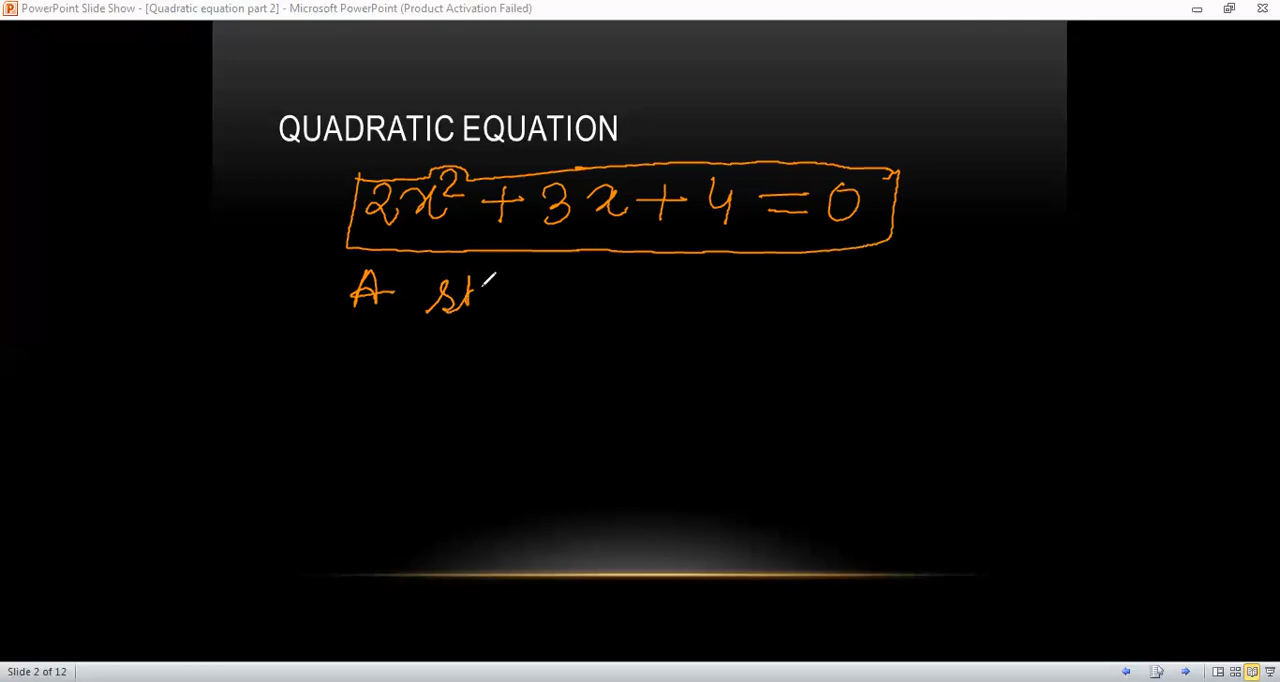 PowerPoint Slide Show - [Quadratic equation part 2] - Microsoft PowerPoint (Product Activation Failed)
QUADRATIC EQUATION
2x² + 3x + 4 = 0
A st
Slide 2 of 12